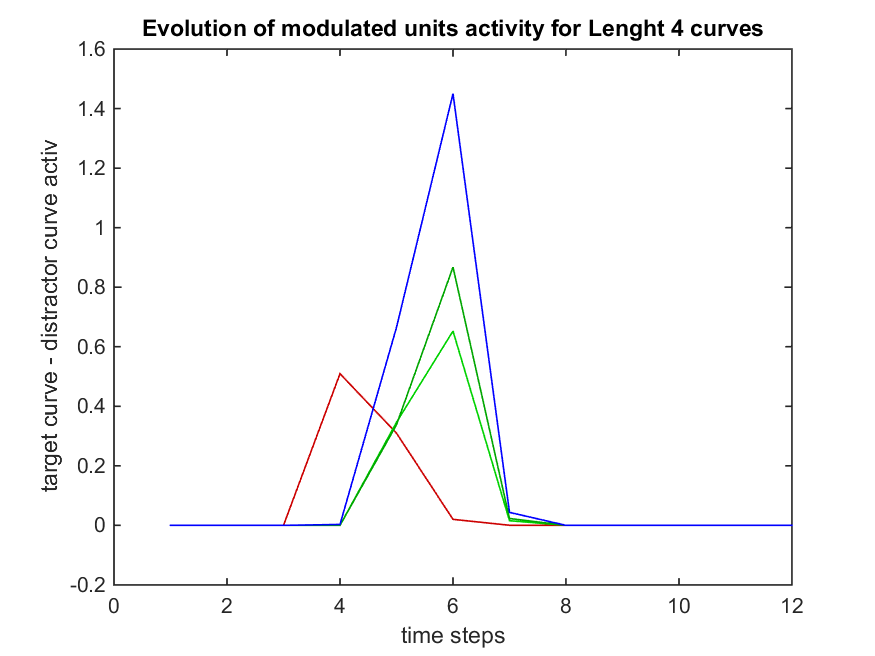 Evolution of modulated units activity for Lenght 4 curves
target curve - distractor curve activ
1.6
1.4
1.2
1
0.8
0.6
0.4
0.2
0
-0.2
0 2 4 6 8 10 12
time steps